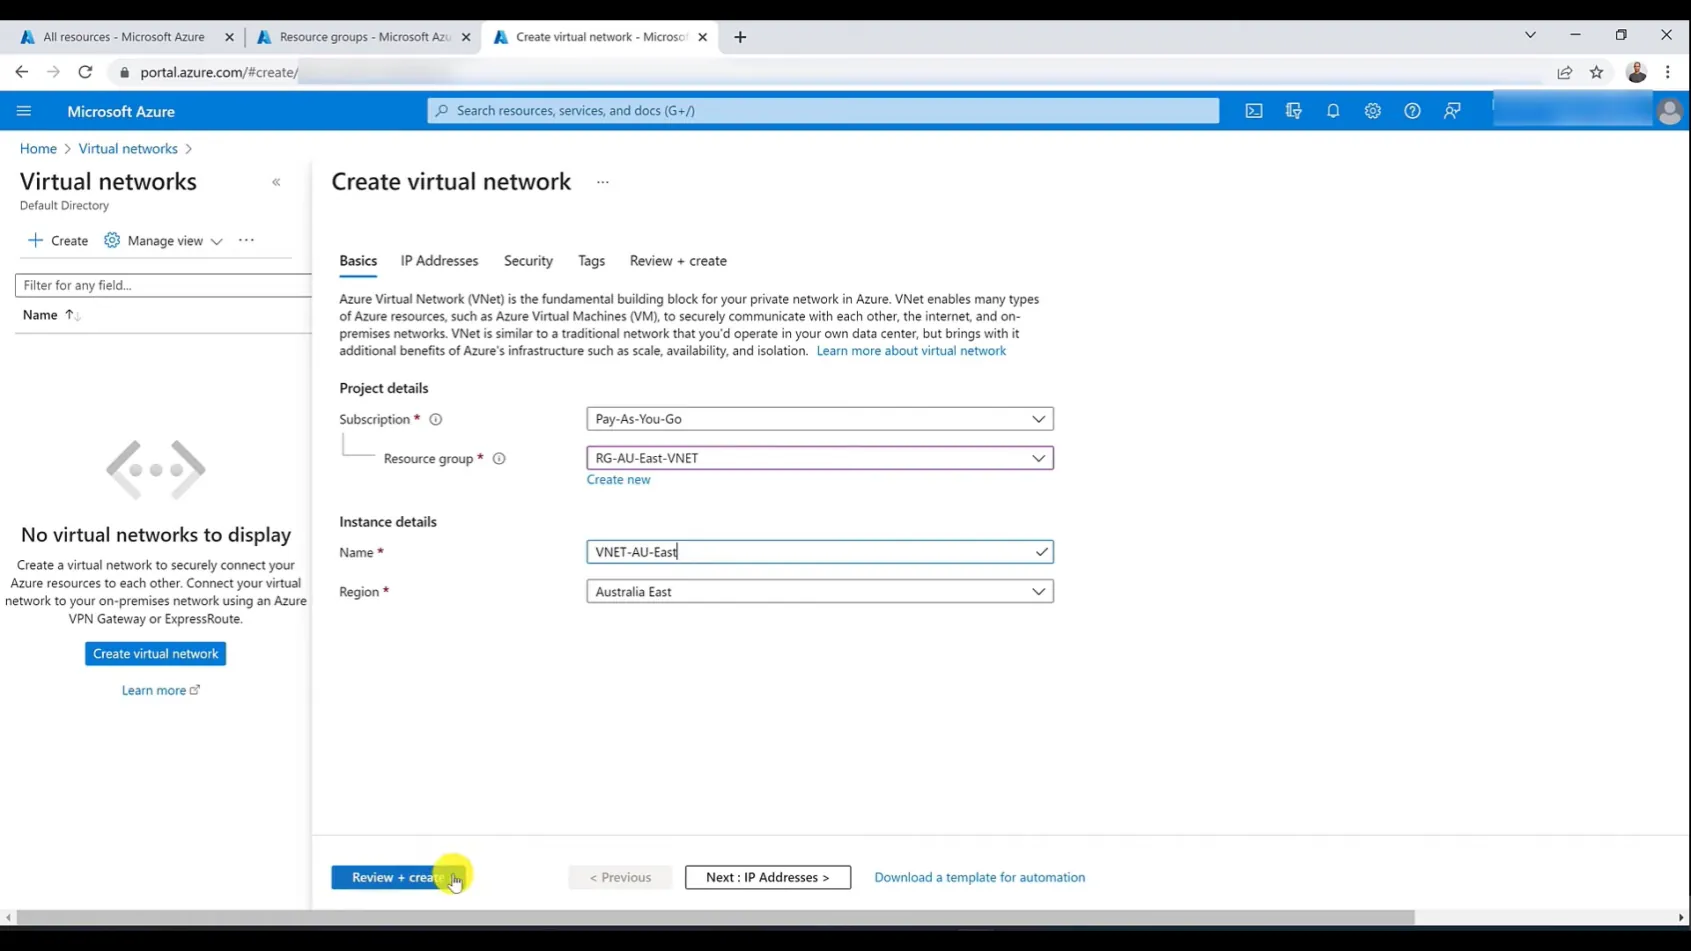 All resources - Microsoft Azure
Resource groups - Microsoft Azu
Create virtual network - Microsof
portal.azure.com/#create/
Microsoft Azure
Search resources, services, and docs (G+/)
Home > Virtual networks >
Virtual networks
Default Directory
Create
Manage view
Filter for any field...
Name
No virtual networks to display
Create a virtual network to securely connect your
Azure resources to each other. Connect your virtual
network to your on-premises network using an Azure
VPN Gateway or ExpressRoute.
Create virtual network
Learn more
Create virtual network
Basics
IP Addresses
Security
Tags
Review + create
Azure Virtual Network (VNet) is the fundamental building block for your private network in Azure. VNet enables many types
of Azure resources, such as Azure Virtual Machines (VM), to securely communicate with each other, the internet, and on-
premises networks. VNet is similar to a traditional network that you'd operate in your own data center, but brings with it
additional benefits of Azure's infrastructure such as scale, availability, and isolation. Learn more about virtual network
Project details
Subscription *
Pay-As-You-Go
Resource group *
RG-AU-East-VNET
Create new
Instance details
Name *
VNET-AU-East
Region *
Australia East
Review + create
< Previous
Next : IP Addresses >
Download a template for automation